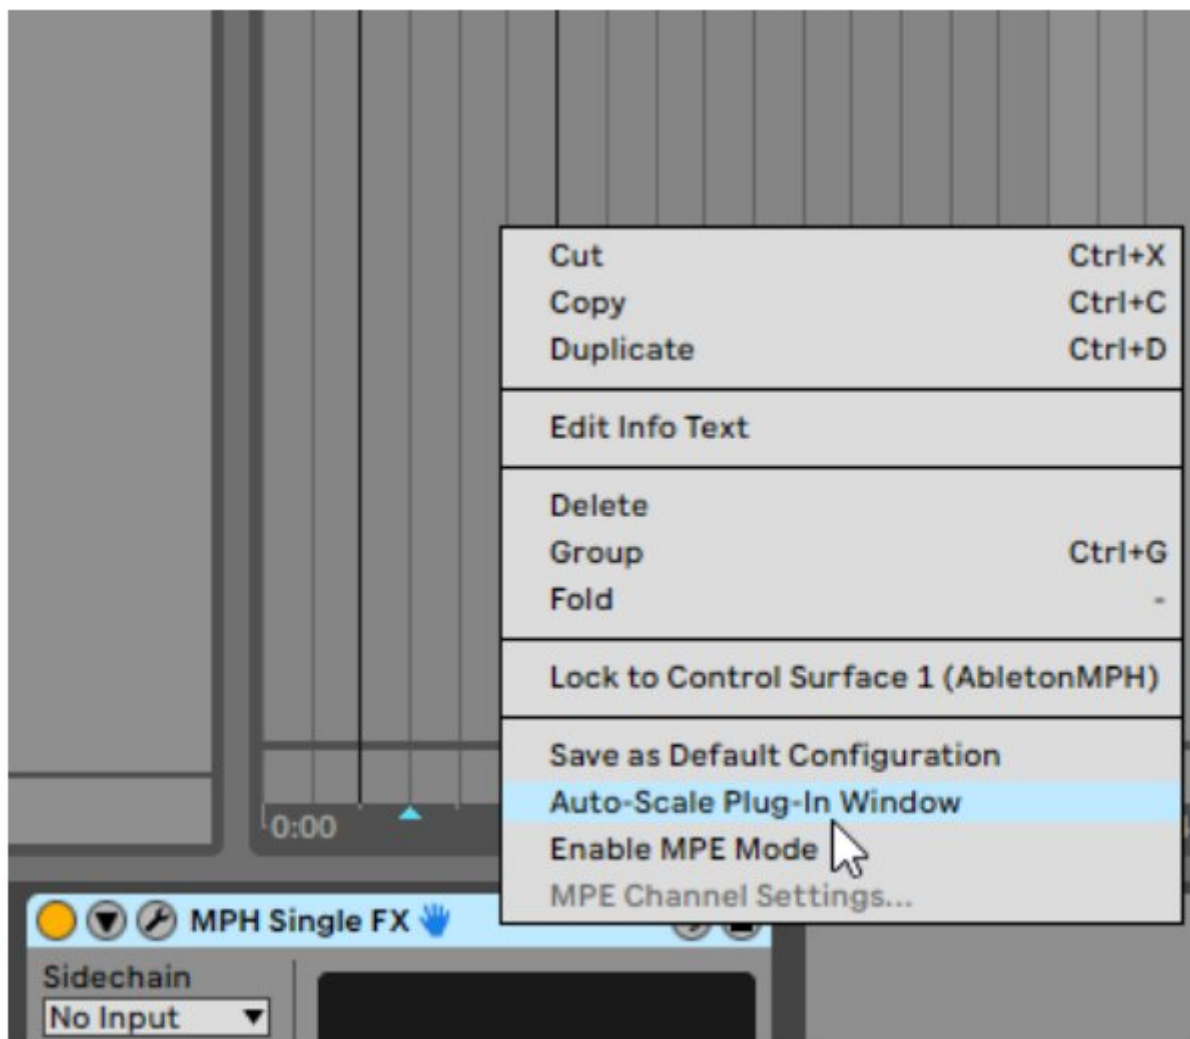 Cut Ctrl+X
Copy Ctrl+C
Duplicate Ctrl+D
Edit Info Text
Delete
Group Ctrl+G
Fold -
Lock to Control Surface 1 (AbletonMPH)
Save as Default Configuration
Auto-Scale Plug-In Window
Enable MPE Mode
MPE Channel Settings...
0:00
MPH Single FX
Sidechain
No Input